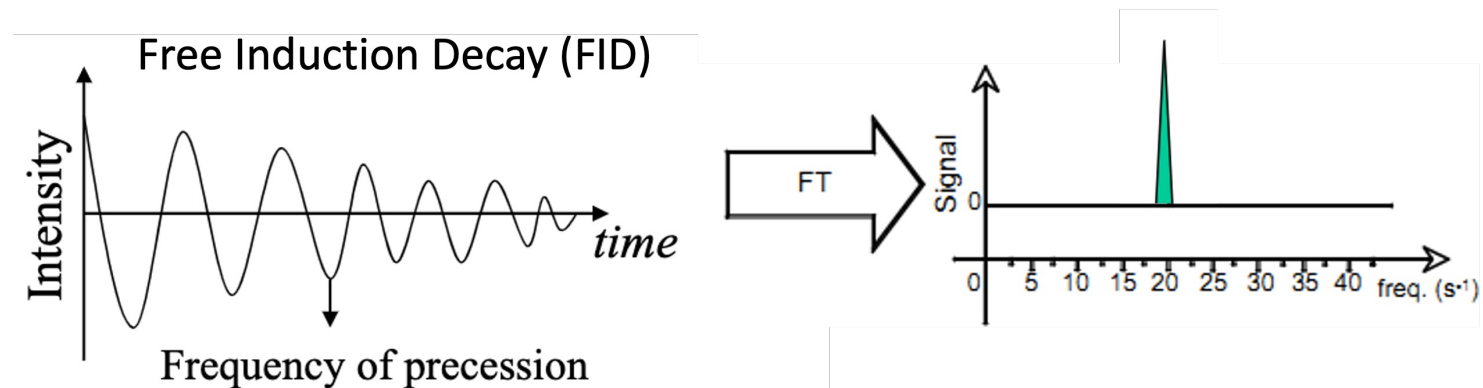 Free Induction Decay (FID)
Intensity
time
Frequency of precession
FT
Signal
0
0 5 10 15 20 25 30 35 40 freq. (s-1)